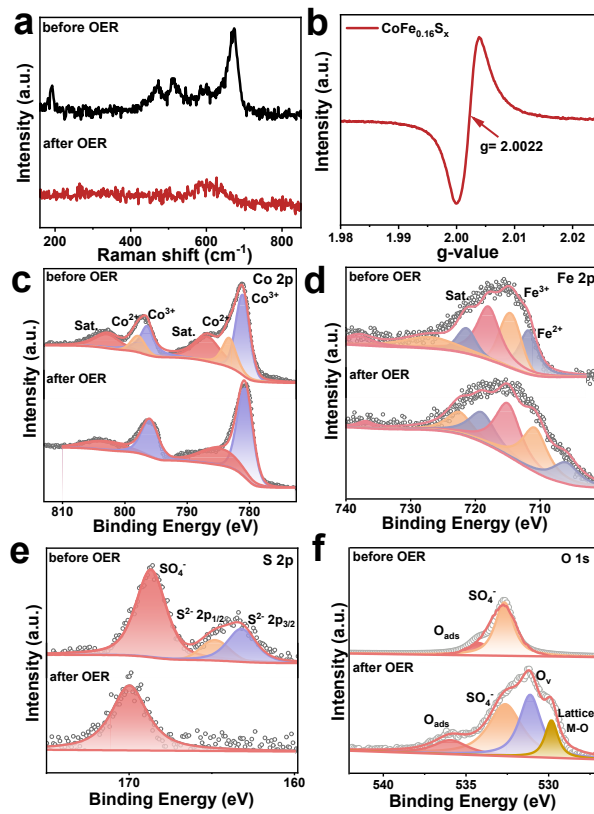 a
before OER
after OER
Intensity (a.u.)
200 400 600 800
Raman shift (cm⁻¹)
b
CoFe₀.₁₆Sₓ
g= 2.0022
Intensity (a.u.)
1.98 1.99 2.00 2.01 2.02
g-value
c
before OER
Co 2p
Sat. Co²⁺ Co³⁺ Sat. Co²⁺ Co³⁺
after OER
Intensity (a.u.)
810 800 790 780
Binding Energy (eV)
d
before OER
Fe 2p
Sat. Fe³⁺
Fe²⁺
after OER
Intensity (a.u.)
740 730 720 710
Binding Energy (eV)
e
before OER
S 2p
SO₄⁻
S²⁻ 2p₁/₂ S²⁻ 2p₃/₂
after OER
Intensity (a.u.)
170 160
Binding Energy (eV)
f
before OER
O 1s
SO₄⁻
Oₐdₛ
after OER
Oᵥ
SO₄⁻
Oₐdₛ
Lattice
M-O
Intensity (a.u.)
540 535 530
Binding Energy (eV)